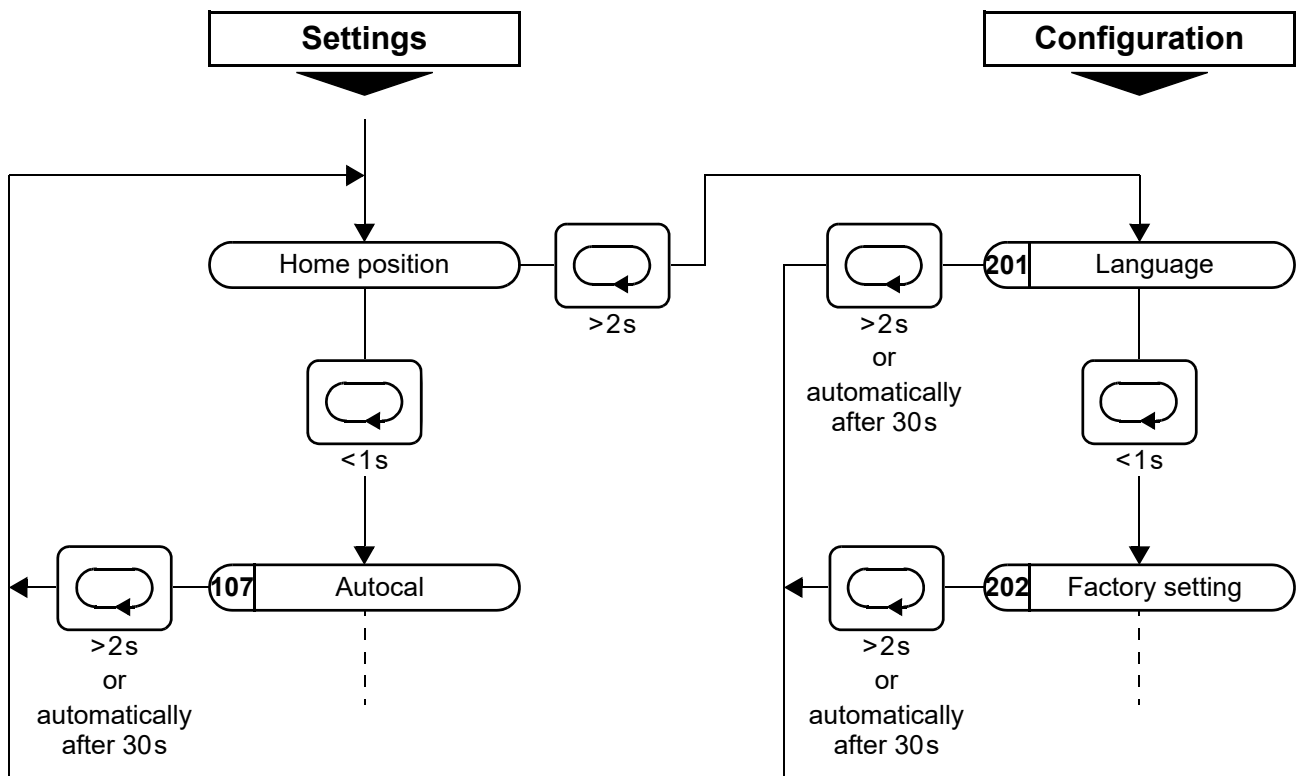 Settings
Configuration
Home position
>2s
201 Language
>2s
or
automatically
after 30s
<1s
<1s
107 Autocal
>2s
or
automatically
after 30s
202 Factory setting
>2s
or
automatically
after 30s